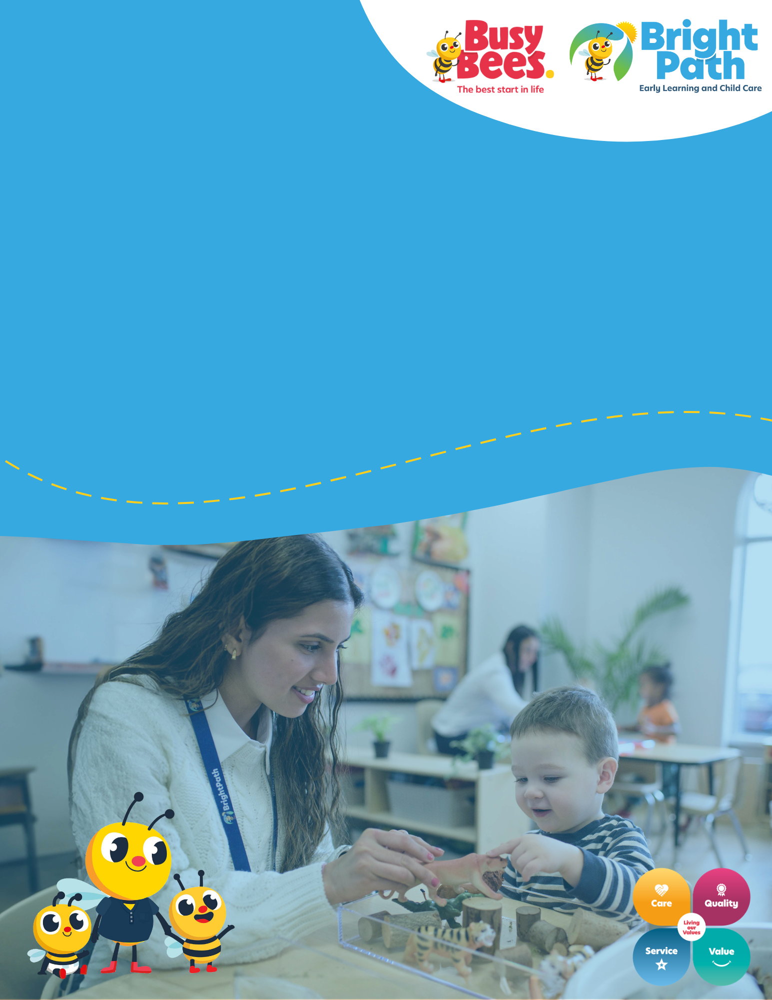 Busy
Bees.
The best start in life
Bright
Path
Early Learning and Child Care
BrightPath
Care
Quality
Living
our
Values
Service
Value